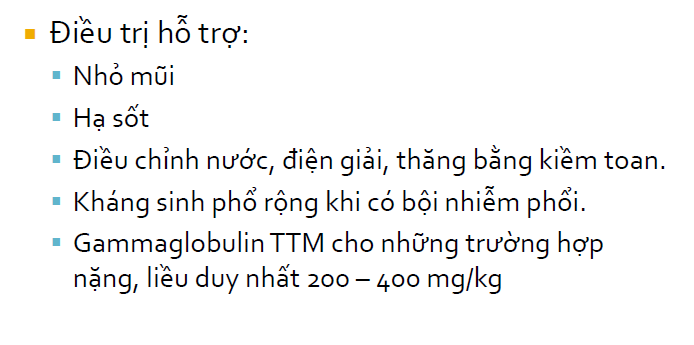 Điều trị hỗ trợ:
Nhỏ mũi
Hạ sốt
Điều chỉnh nước, điện giải, thăng bằng kiềm toan.
Kháng sinh phổ rộng khi có bội nhiễm phổi.
Gammaglobulin TTM cho những trường hợp
nặng, liều duy nhất 200 – 400 mg/kg